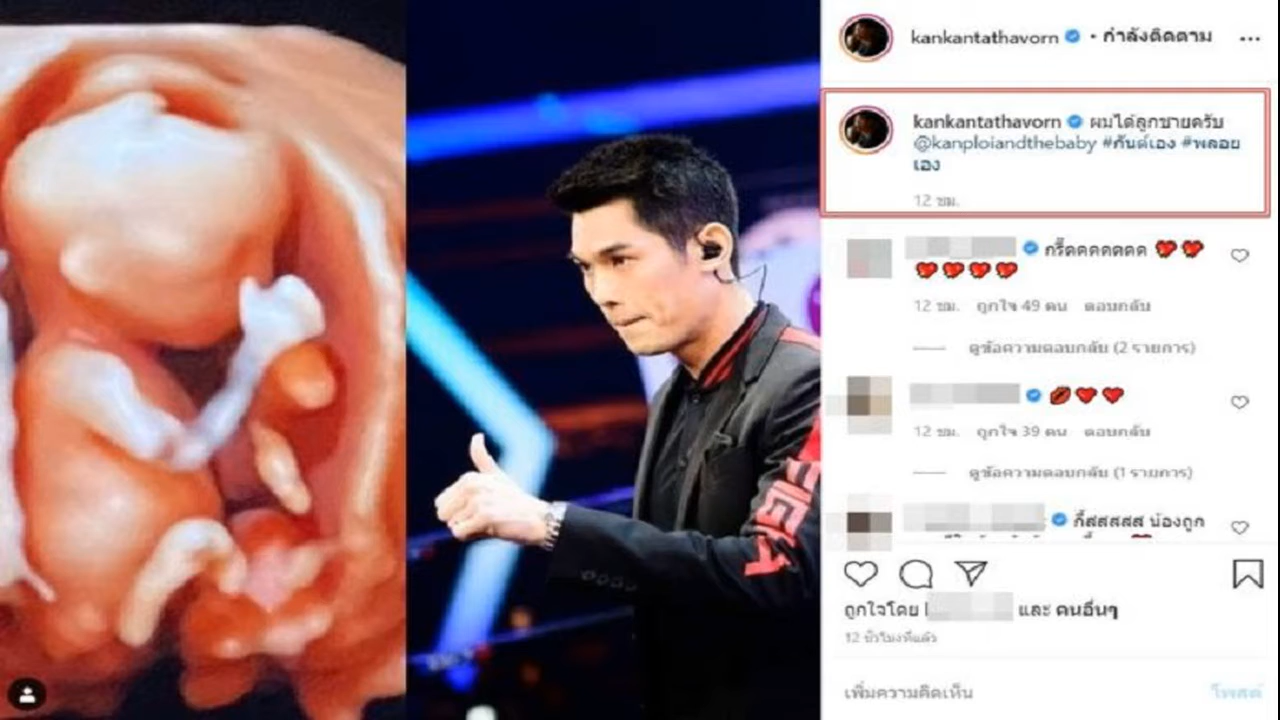 kankantathavorn • กำลังติดตาม
kankantathavorn ผมได้ลูกชายครับ
@kanploiandthebaby #กันต์เอง #พลอย
เอง
12 ชม.
กรี๊ดดดดดดด
12 ชม. ถูกใจ 49 คน ตอบกลับ
ดูข้อความตอบกลับ (2 รายการ)
12 ชม. ถูกใจ 39 คน ตอบกลับ
ดูข้อความตอบกลับ (1 รายการ)
กี๊สสสสส น้องถูก
ถูกใจโดย และ คนอื่นๆ
12 ชั่วโมงที่แล้ว
เพิ่มความคิดเห็น
โพสต์